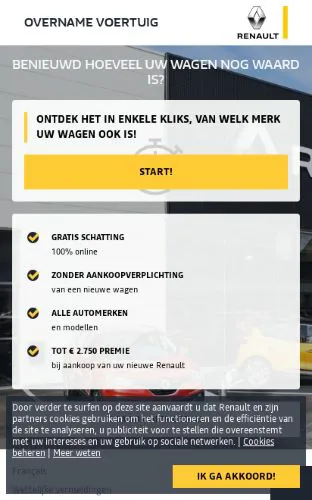 OVERNAME VOERTUIG
RENAULT
BENIEUWD HOEVEEL UW WAGEN NOG WAARD
IS?
ONTDEK HET IN ENKELE KLIKS, VAN WELK MERK
UW WAGEN OOK IS!
START!
GRATIS SCHATTING
100% online
ZONDER AANKOOPVERPLICHTING
van een nieuwe wagen
ALLE AUTOMERKEN
en modellen
TOT € 2.750 PREMIE
bij aankoop van uw nieuwe Renault
Door verder te surfen op deze site aanvaardt u dat Renault en zijn
partners cookies gebruiken om het functioneren en de efficiëntie van
de site te analyseren, u publiciteit voor te stellen die overeenstemt
met uw interesses en uw gebruik op sociale netwerken. | Cookies
beheren | Meer weten
Français
IK GA AKKOORD!
Wettelijke vermeldingen